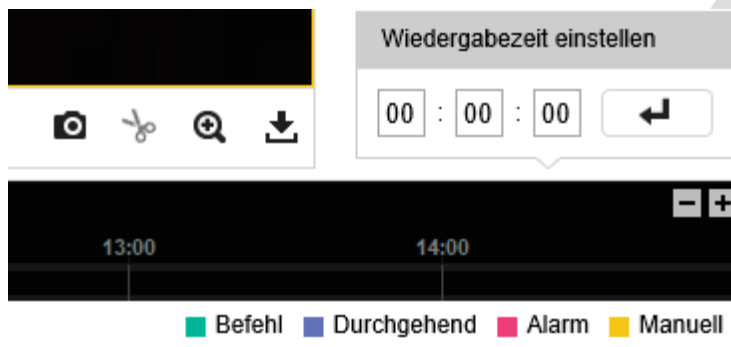 Wiedergabezeit einstellen
00 : 00 : 00
13:00 14:00
Befehl Durchgehend Alarm Manuell